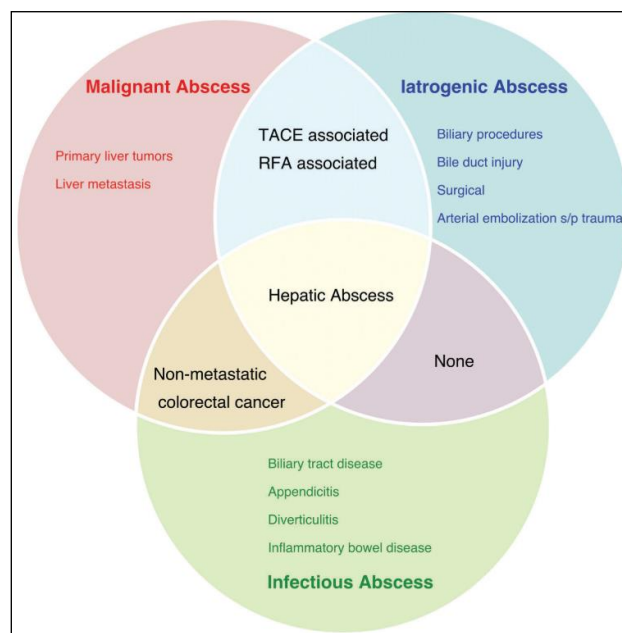 Malignant Abscess
Primary liver tumors
Liver metastasis
TACE associated
RFA associated
Iatrogenic Abscess
Biliary procedures
Bile duct injury
Surgical
Arterial embolization s/p trauma
Hepatic Abscess
Non-metastatic
colorectal cancer
None
Biliary tract disease
Appendicitis
Diverticulitis
Inflammatory bowel disease
Infectious Abscess